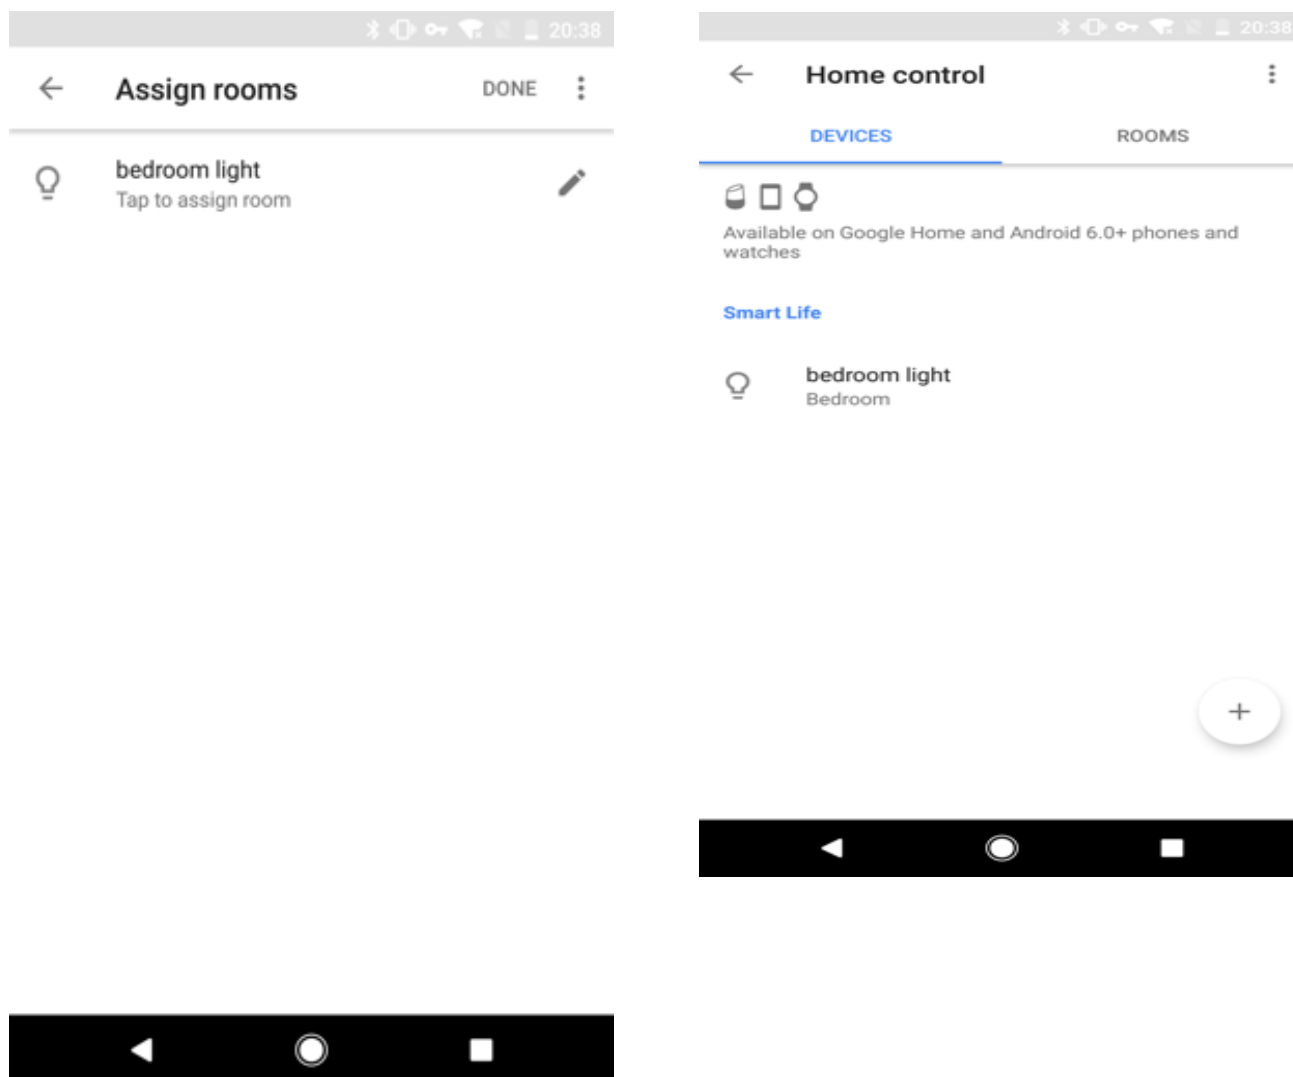 20:38
Assign rooms DONE
bedroom light
Tap to assign room
20:38
Home control
DEVICES ROOMS
Available on Google Home and Android 6.0+ phones and
watches
Smart Life
bedroom light
Bedroom